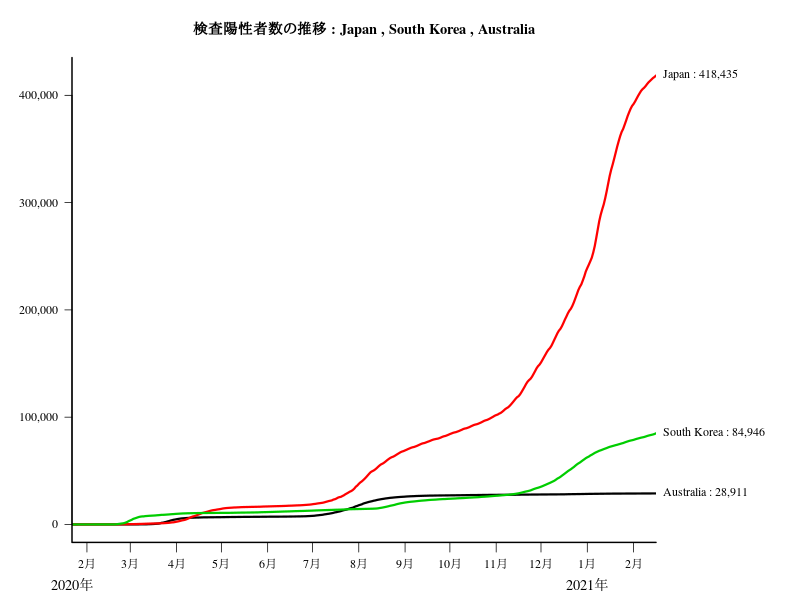 検査陽性者数の推移 : Japan , South Korea , Australia
Japan : 418,435
400,000
300,000
200,000
100,000
South Korea : 84,946
Australia : 28,911
0
2月 3月 4月 5月 6月 7月 8月 9月 10月 11月 12月 1月 2月
2020年 2021年